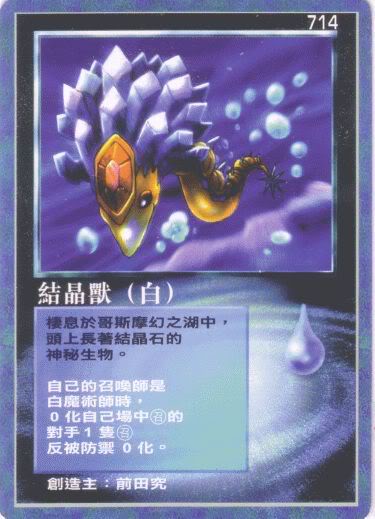 714
結晶獸（白）
棲息於哥斯摩幻之湖中，
頭上長著結晶石的
神秘生物。
自己的召喚師是
白魔術師時，
0化自己場中㊁的
對手1隻㊁
反被防禦0化。
創造主：前田究